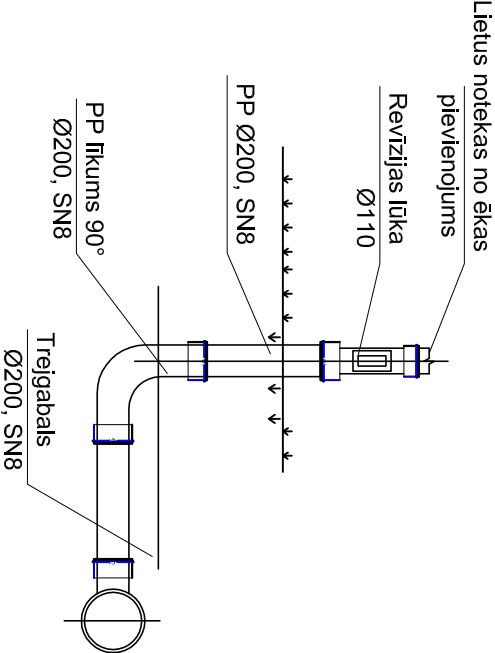 Lietus notekas no ēkas
pievienojums
Revīzijas lūka
Ø110
PP Ø200, SN8
PP līkums 90°
Ø200, SN8
Trejgabals
Ø200, SN8